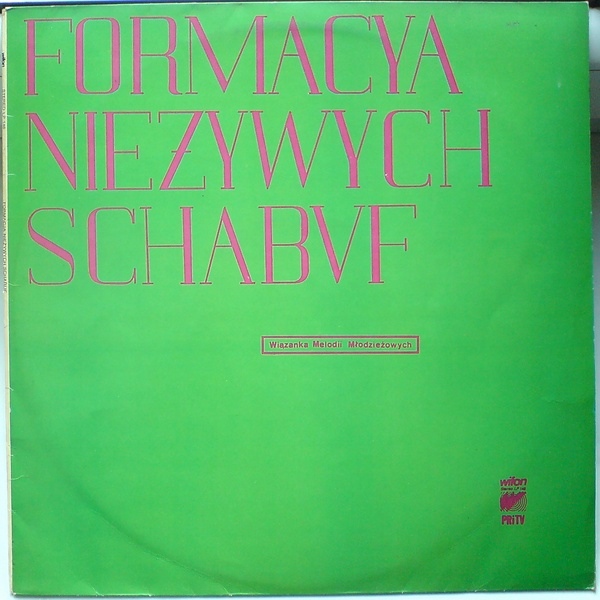 FORMACYA
NIEŻYWYCH
SCHABVF
Wiązanka Melodii Młodzieżowych
wifon
PRiTV